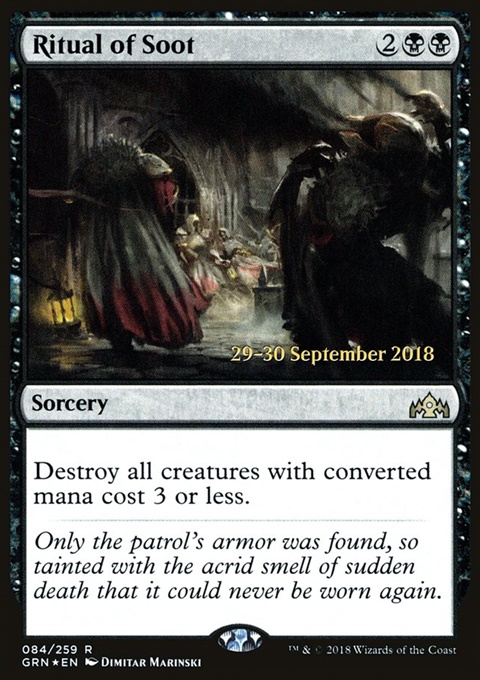 Ritual of Soot 2
29–30 September 2018
Sorcery
Destroy all creatures with converted
mana cost 3 or less.
Only the patrol's armor was found, so
tainted with the acrid smell of sudden
death that it could never be worn again.
084/259 R
GRN★EN DIMITAR MARINSKI
™ & © 2018 Wizards of the Coast